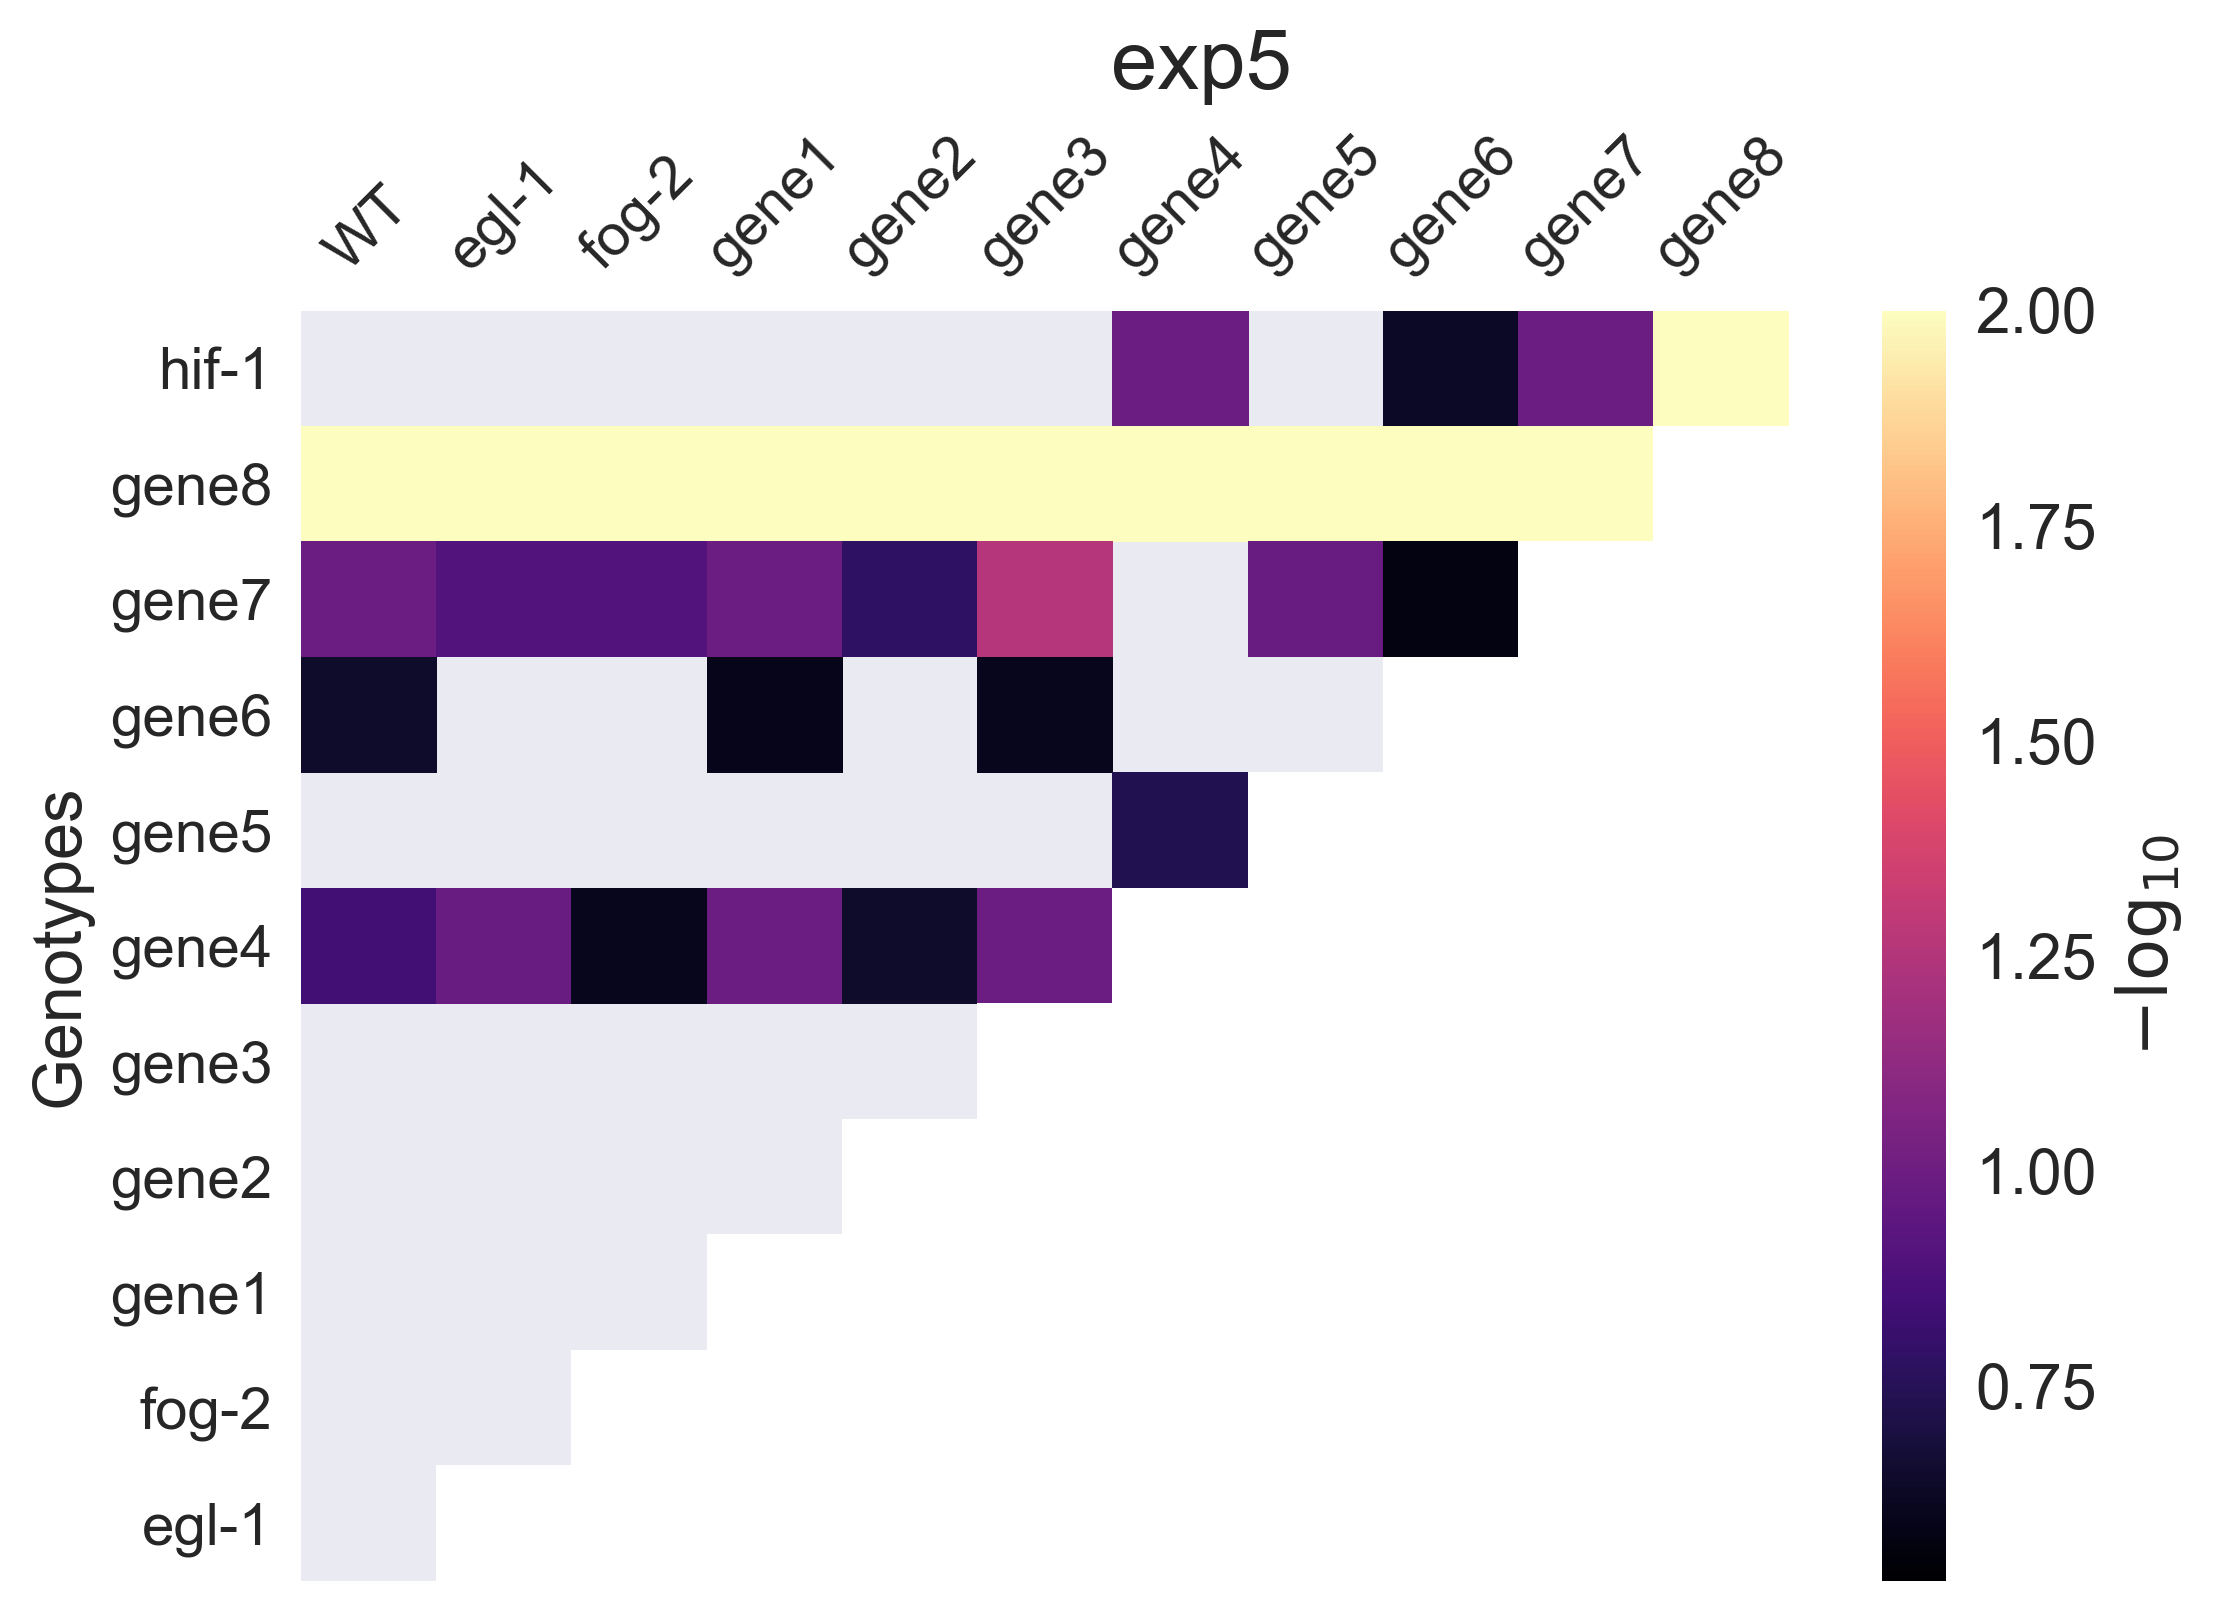 exp5
WT egl-1 fog-2 gene1 gene2 gene3 gene4 gene5 gene6 gene7 gene8
hif-1
gene8
gene7
gene6
gene5
gene4
gene3
gene2
gene1
fog-2
egl-1
Genotypes
2.00
1.75
1.50
1.25
1.00
0.75
−log₁₀